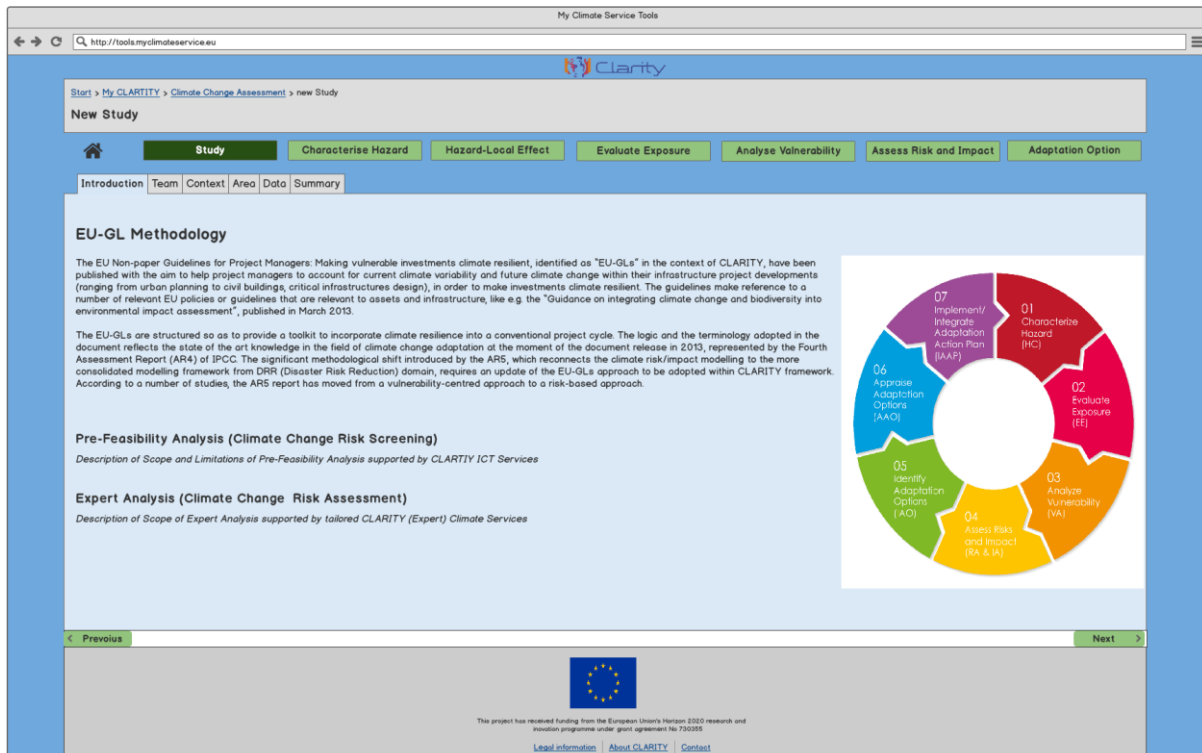 My Climate Service Tools
http://tools.myclimateservice.eu
Clarity
Start > My CLARTITY > Climate Change Assessment > new Study
New Study
Study
Characterise Hazard
Hazard-Local Effect
Evaluate Exposure
Analyse Valnerability
Assess Risk and Impact
Adaptation Option
Introduction
Team
Context
Area
Data
Summary
EU-GL Methodology
The EU Non-paper Guidelines for Project Managers: Making vulnerable investments climate resilient, identified as "EU-GLs" in the context of CLARITY, have been
published with the aim to help project managers to account for current climate variability and future climate change within their infrastructure project developments
(ranging from urban planning to civil buildings, critical infrastructures design), in order to make investments climate resilient. The guidelines make reference to a
number of relevant EU policies or guidelines that are relevant to assets and infrastructure, like e.g. the "Guidance on integrating climate change and biodiversity into
environmental impact assessment", published in March 2013.
The EU-GLs are structured so as to provide a toolkit to incorporate climate resilience into a conventional project cycle. The logic and the terminology adopted in the
document reflects the state of the art knowledge in the field of climate change adaptation at the moment of the document release in 2013, represented by the Fourth
Assessment Report (AR4) of IPCC. The significant methodological shift introduced by the AR5, which reconnects the climate risk/impact modelling to the more
consolidated modelling framework from DRR (Disaster Risk Reduction) domain, requires an update of the EU-GLs approach to be adopted within CLARITY framework.
According to a number of studies, the AR5 report has moved from a vulnerability-centred approach to a risk-based approach.
Pre-Feasibility Analysis (Climate Change Risk Screening)
Description of Scope and Limitations of Pre-Feasibility Analysis supported by CLARTIY ICT Services
Expert Analysis (Climate Change Risk Assessment)
Description of Scope of Expert Analysis supported by tailored CLARITY (Expert) Climate Services
01
Characterize
Hazard
(HC)
02
Evaluate
Exposure
(EE)
03
Analyze
Vulnerability
(VA)
04
Assess Risks
and Impact
(RA & IA)
05
Identify
Adaptation
Options
(IAO)
06
Appraise
Adaptation
Options
(AAO)
07
Implement/
Integrate
Adaptation
Action Plan
(IAAP)
< Prevoius
Next >
This project has received funding from the European Union's Horizon 2020 research and
inovation programme under grant agreement No 730355
Legal information | About CLARITY | Contact